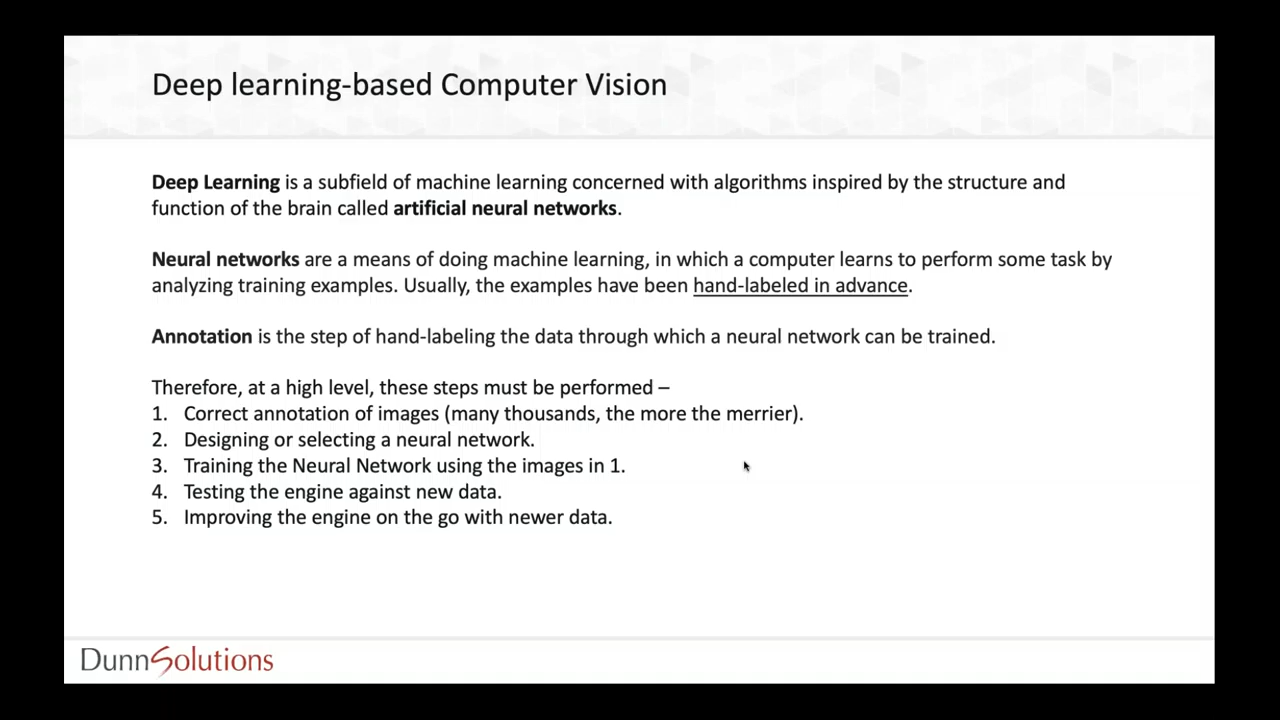 Deep learning-based Computer Vision
Deep Learning is a subfield of machine learning concerned with algorithms inspired by the structure and
function of the brain called artificial neural networks.
Neural networks are a means of doing machine learning, in which a computer learns to perform some task by
analyzing training examples. Usually, the examples have been hand-labeled in advance.
Annotation is the step of hand-labeling the data through which a neural network can be trained.
Therefore, at a high level, these steps must be performed –
1. Correct annotation of images (many thousands, the more the merrier).
2. Designing or selecting a neural network.
3. Training the Neural Network using the images in 1.
4. Testing the engine against new data.
5. Improving the engine on the go with newer data.
DunnSolutions